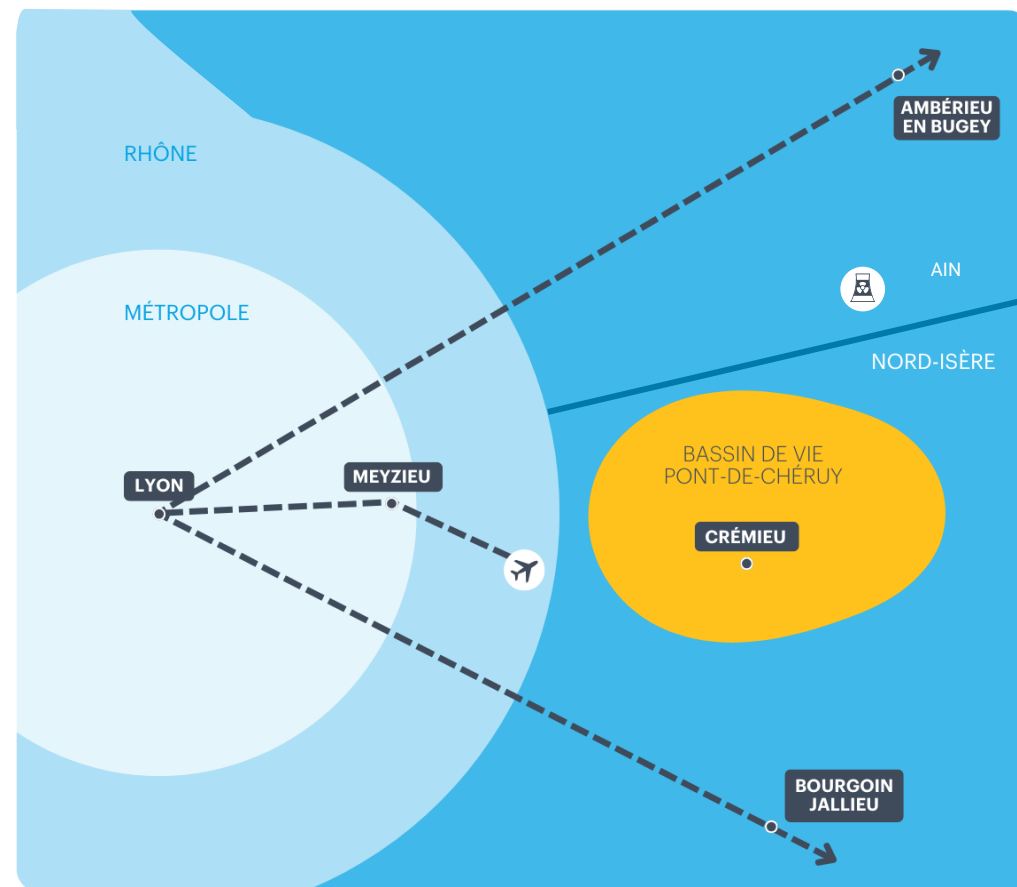 AMBÉRIEU
EN BUGEY
RHÔNE
AIN
MÉTROPOLE
NORD-ISÈRE
BASSIN DE VIE
PONT-DE-CHÉRUY
MEYZIEU
LYON
CRÉMIEU
BOURGOIN
JALLIEU